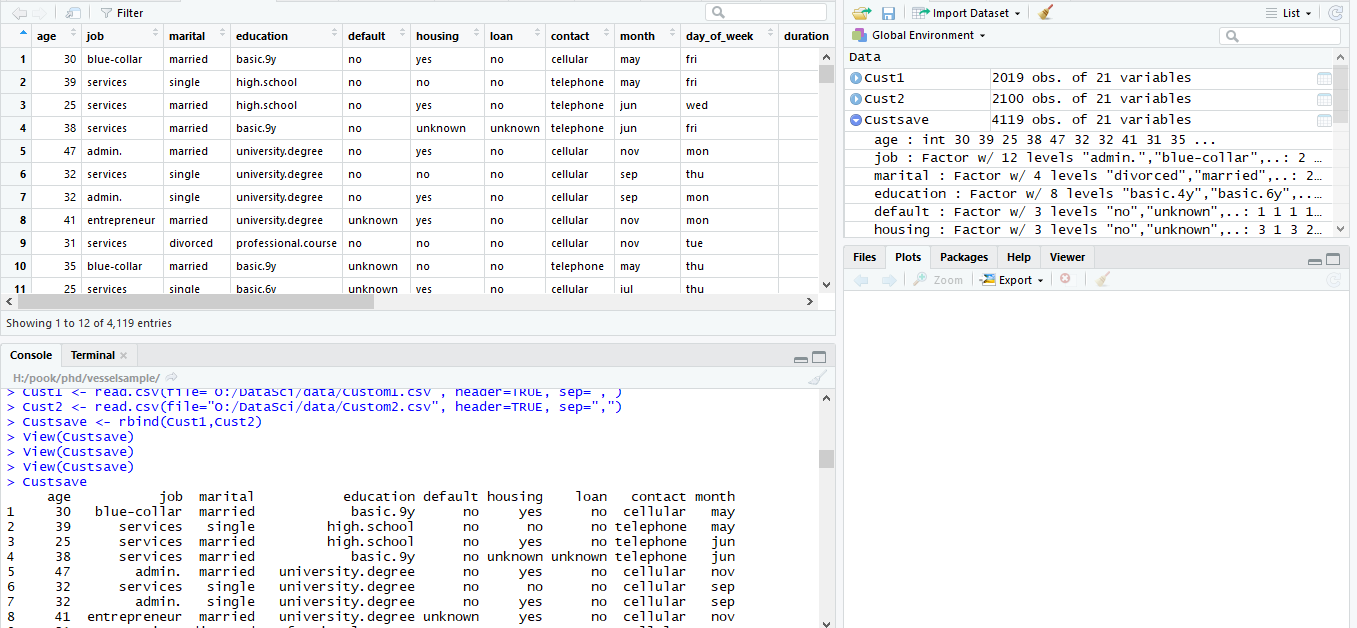 Filter
age job marital education default housing loan contact month day_of_week duration
1 30 blue-collar married basic.9y no yes no cellular may fri
2 39 services single high.school no no no telephone may fri
3 25 services married high.school no yes no telephone jun wed
4 38 services married basic.9y no unknown unknown telephone jun fri
5 47 admin. married university.degree no yes no cellular nov mon
6 32 services single university.degree no no no cellular sep thu
7 32 admin. single university.degree no yes no cellular sep mon
8 41 entrepreneur married university.degree unknown yes no cellular nov mon
9 31 services divorced professional.course no no no cellular nov tue
10 35 blue-collar married basic.9y unknown no no telephone may thu
11 25 services single basic.6y unknown yes no cellular jul thu
Showing 1 to 12 of 4,119 entries
Console Terminal
H:/pook/phd/vesselsample/
> Cust1 <- read.csv(file="O:/DataSci/data/Custom1.csv", header=TRUE, sep=",")
> Cust2 <- read.csv(file="O:/DataSci/data/Custom2.csv", header=TRUE, sep=",")
> Custsave <- rbind(Cust1,Cust2)
> View(Custsave)
> View(Custsave)
> View(Custsave)
> Custsave
age job marital education default housing loan contact month
1 30 blue-collar married basic.9y no yes no cellular may
2 39 services single high.school no no no telephone may
3 25 services married high.school no yes no telephone jun
4 38 services married basic.9y no unknown unknown telephone jun
5 47 admin. married university.degree no yes no cellular nov
6 32 services single university.degree no no no cellular sep
7 32 admin. single university.degree no yes no cellular sep
8 41 entrepreneur married university.degree unknown yes no cellular nov
Import Dataset List
Global Environment
Data
Cust1 2019 obs. of 21 variables
Cust2 2100 obs. of 21 variables
Custsave 4119 obs. of 21 variables
age : int 30 39 25 38 47 32 32 41 31 35 ...
job : Factor w/ 12 levels "admin.","blue-collar",..: 2 …
marital : Factor w/ 4 levels "divorced","married",..: 2…
education : Factor w/ 8 levels "basic.4y","basic.6y",..…
default : Factor w/ 3 levels "no","unknown",..: 1 1 1 1…
housing : Factor w/ 3 levels "no","unknown",..: 3 1 3 2…
Files Plots Packages Help Viewer
Zoom Export